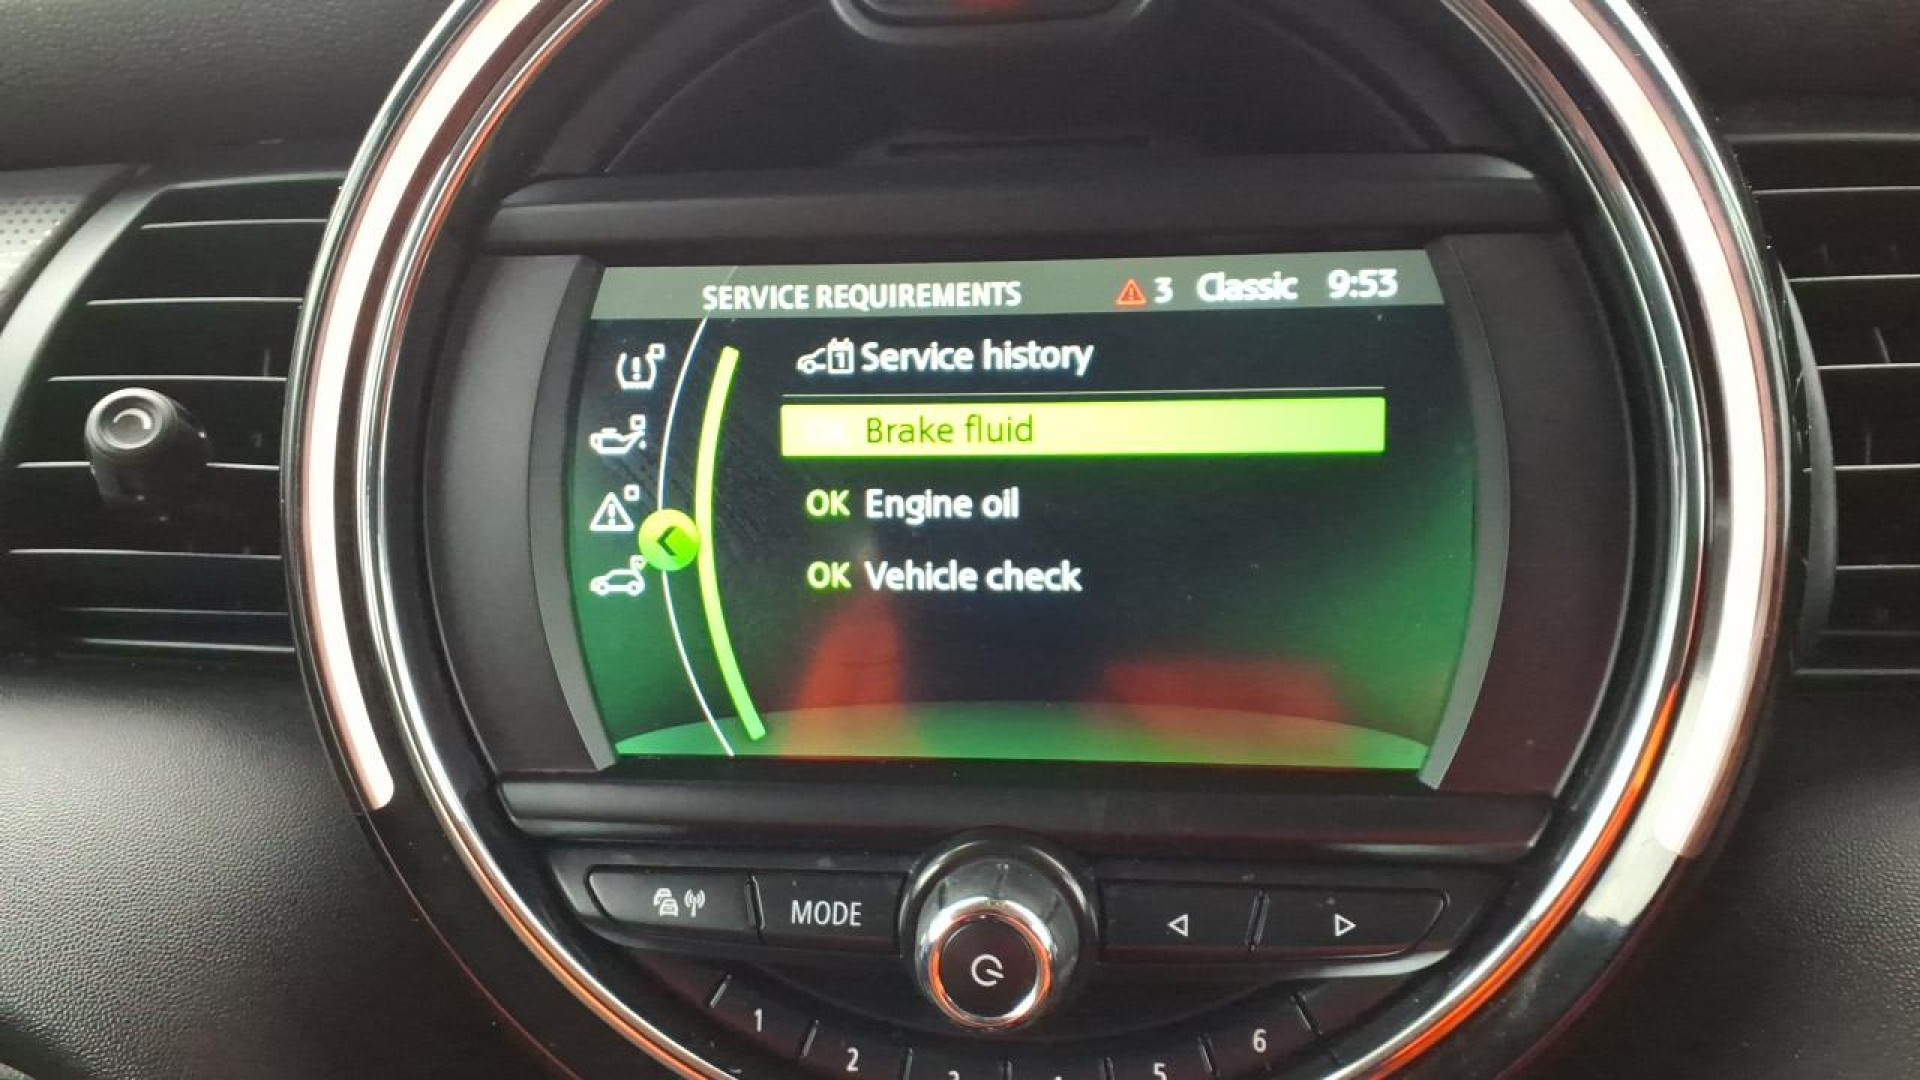 SERVICE REQUIREMENTS 3 Classic 9:53
1 Service history
Brake fluid
OK Engine oil
OK Vehicle check
MODE
1
2
5
6